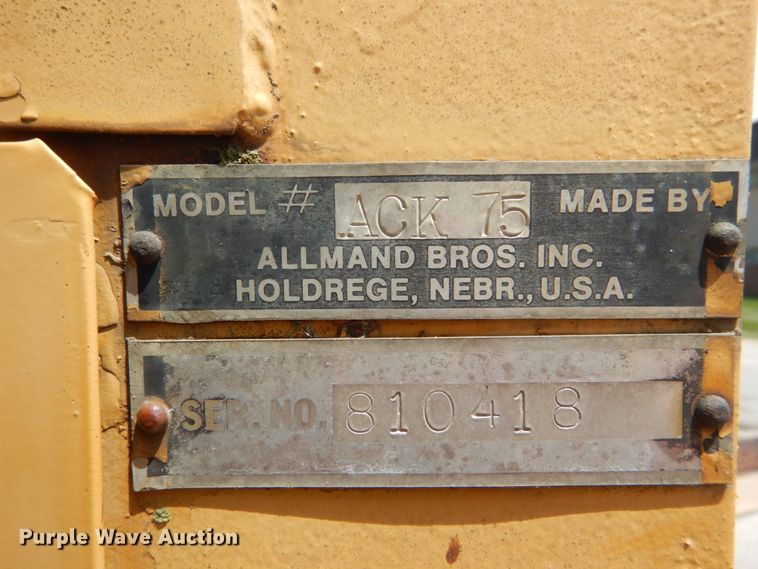 MODEL # ACK 75 MADE BY
ALLMAND BROS. INC.
HOLDREGE, NEBR., U.S.A.
SER. NO. 810418
Purple Wave Auction